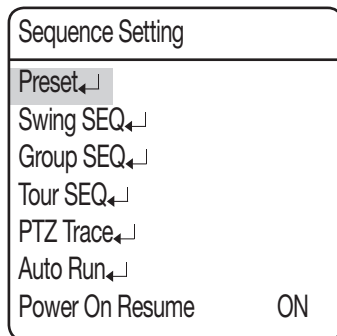 Sequence Setting
Preset↵
Swing SEQ↵
Group SEQ↵
Tour SEQ↵
PTZ Trace↵
Auto Run↵
Power On Resume ON